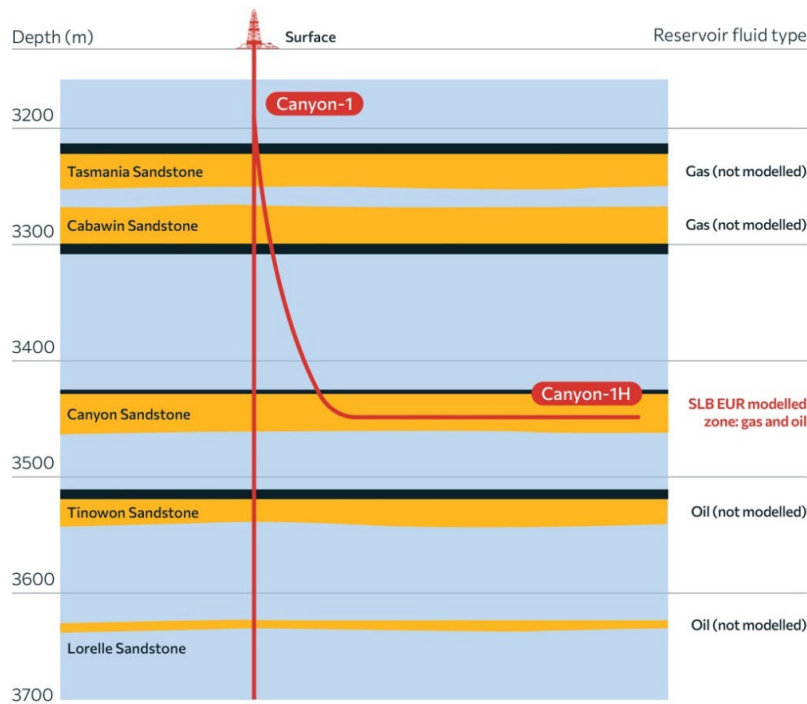 Depth (m)
Surface
Reservoir fluid type
Canyon-1
3200
Tasmania Sandstone
Gas (not modelled)
Cabawin Sandstone
Gas (not modelled)
3300
3400
Canyon-1H
Canyon Sandstone
SLB EUR modelled
zone: gas and oil
3500
Tinowon Sandstone
Oil (not modelled)
3600
Oil (not modelled)
Lorelle Sandstone
3700